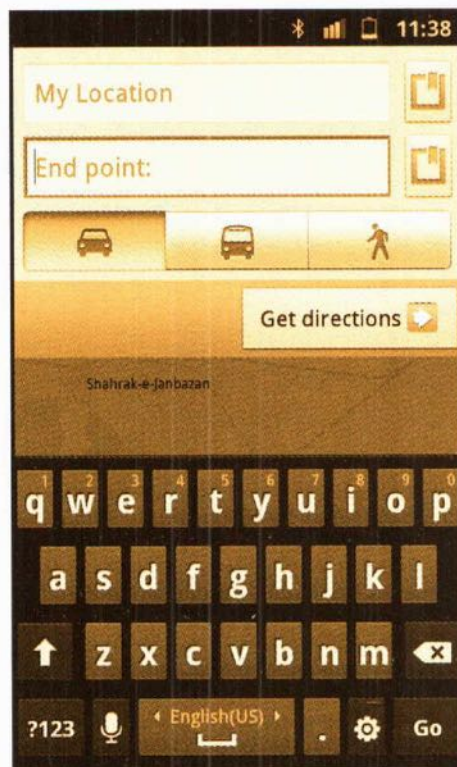 11:38
My Location
End point:
Get directions
Shahrak-e-Janbazan
1 2 3 4 5 6 7 8 9 0
q w e r t y u i o p
a s d f g h j k l
z x c v b n m
?123 English(US) . Go